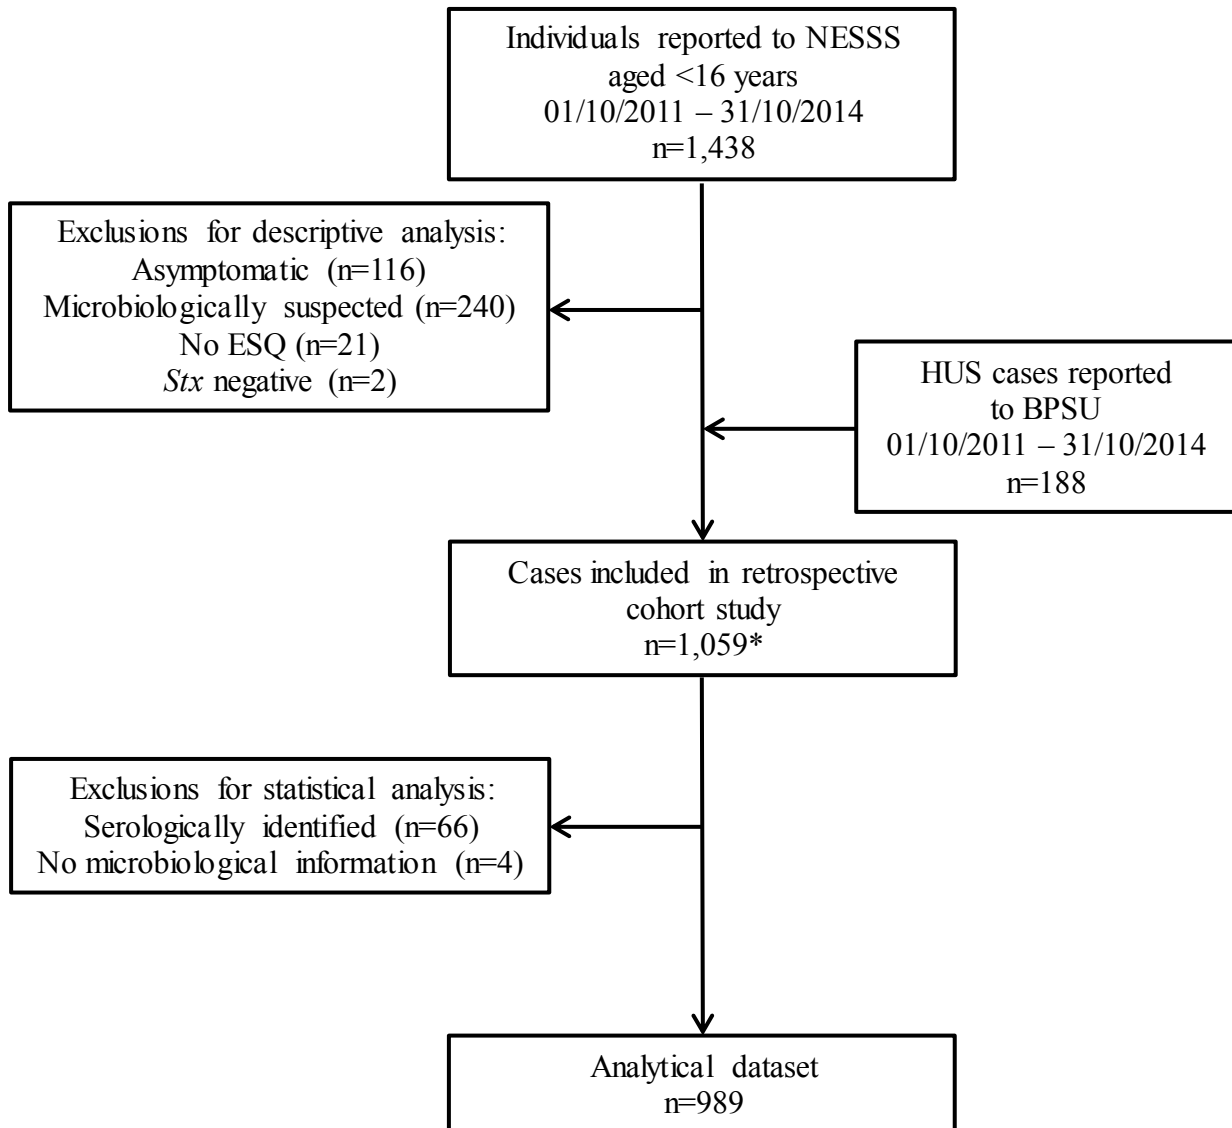 Individuals reported to NESSS
aged <16 years
01/10/2011 – 31/10/2014
n=1,438
Exclusions for descriptive analysis:
Asymptomatic (n=116)
Microbiologically suspected (n=240)
No ESQ (n=21)
Stx negative (n=2)
HUS cases reported
to BPSU
01/10/2011 – 31/10/2014
n=188
Cases included in retrospective
cohort study
n=1,059*
Exclusions for statistical analysis:
Serologically identified (n=66)
No microbiological information (n=4)
Analytical dataset
n=989